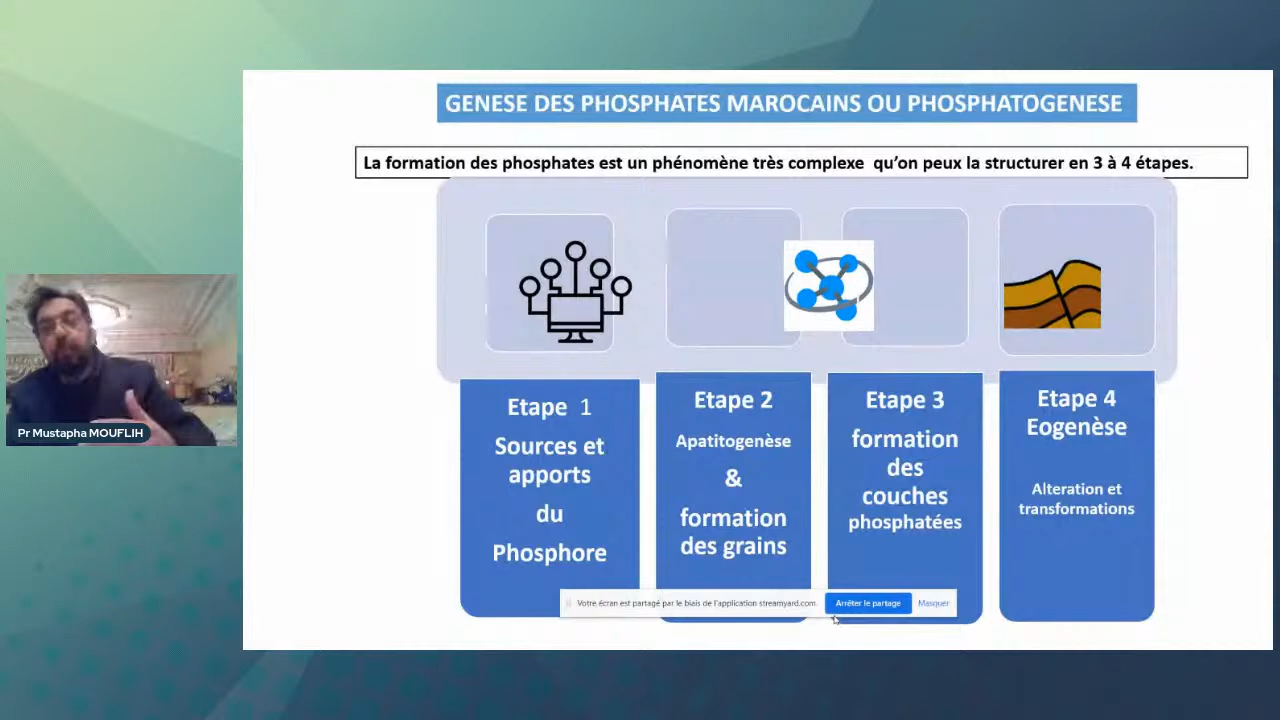 GENESE DES PHOSPHATES MAROCAINS OU PHOSPHATOGENESE
La formation des phosphates est un phénomène très complexe qu'on peux la structurer en 3 à 4 étapes.
Etape 1
Sources et
apports
du
Phosphore
Etape 2
Apatitogenèse
&
formation
des grains
Etape 3
formation
des
couches
phosphatées
Etape 4
Eogenèse
Alteration et
transformations
Pr Mustapha MOUFLIH
Votre écran est partagé par le biais de l'application streamyard.com.
Arrêter le partage
Masquer